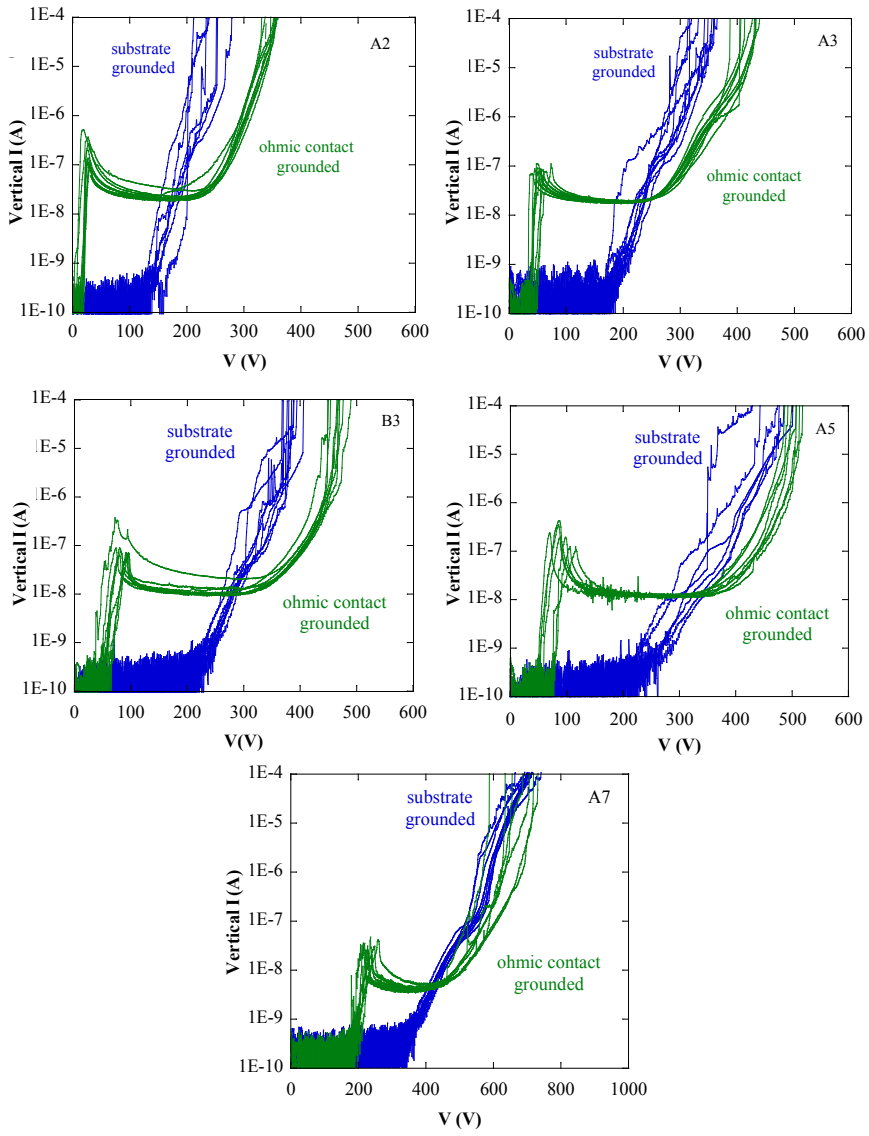 1E-4
1E-5
1E-6
1E-7
1E-8
1E-9
1E-10
Vertical I (A)
substrate
grounded
A2
ohmic contact
grounded
0 100 200 300 400 500 600
V (V)
1E-4
1E-5
1E-6
1E-7
1E-8
1E-9
1E-10
Vertical I (A)
substrate
grounded
A3
ohmic contact
grounded
0 100 200 300 400 500 600
V (V)
1E-4
1E-5
1E-6
1E-7
1E-8
1E-9
1E-10
Vertical I (A)
substrate
grounded
B3
ohmic contact
grounded
0 100 200 300 400 500 600
V(V)
1E-4
1E-5
1E-6
1E-7
1E-8
1E-9
1E-10
Vertical I (A)
substrate
grounded
A5
ohmic contact
grounded
0 100 200 300 400 500 600
V (V)
1E-4
1E-5
1E-6
1E-7
1E-8
1E-9
1E-10
Vertical I (A)
substrate
grounded
A7
ohmic contact
grounded
0 200 400 600 800 1000
V (V)